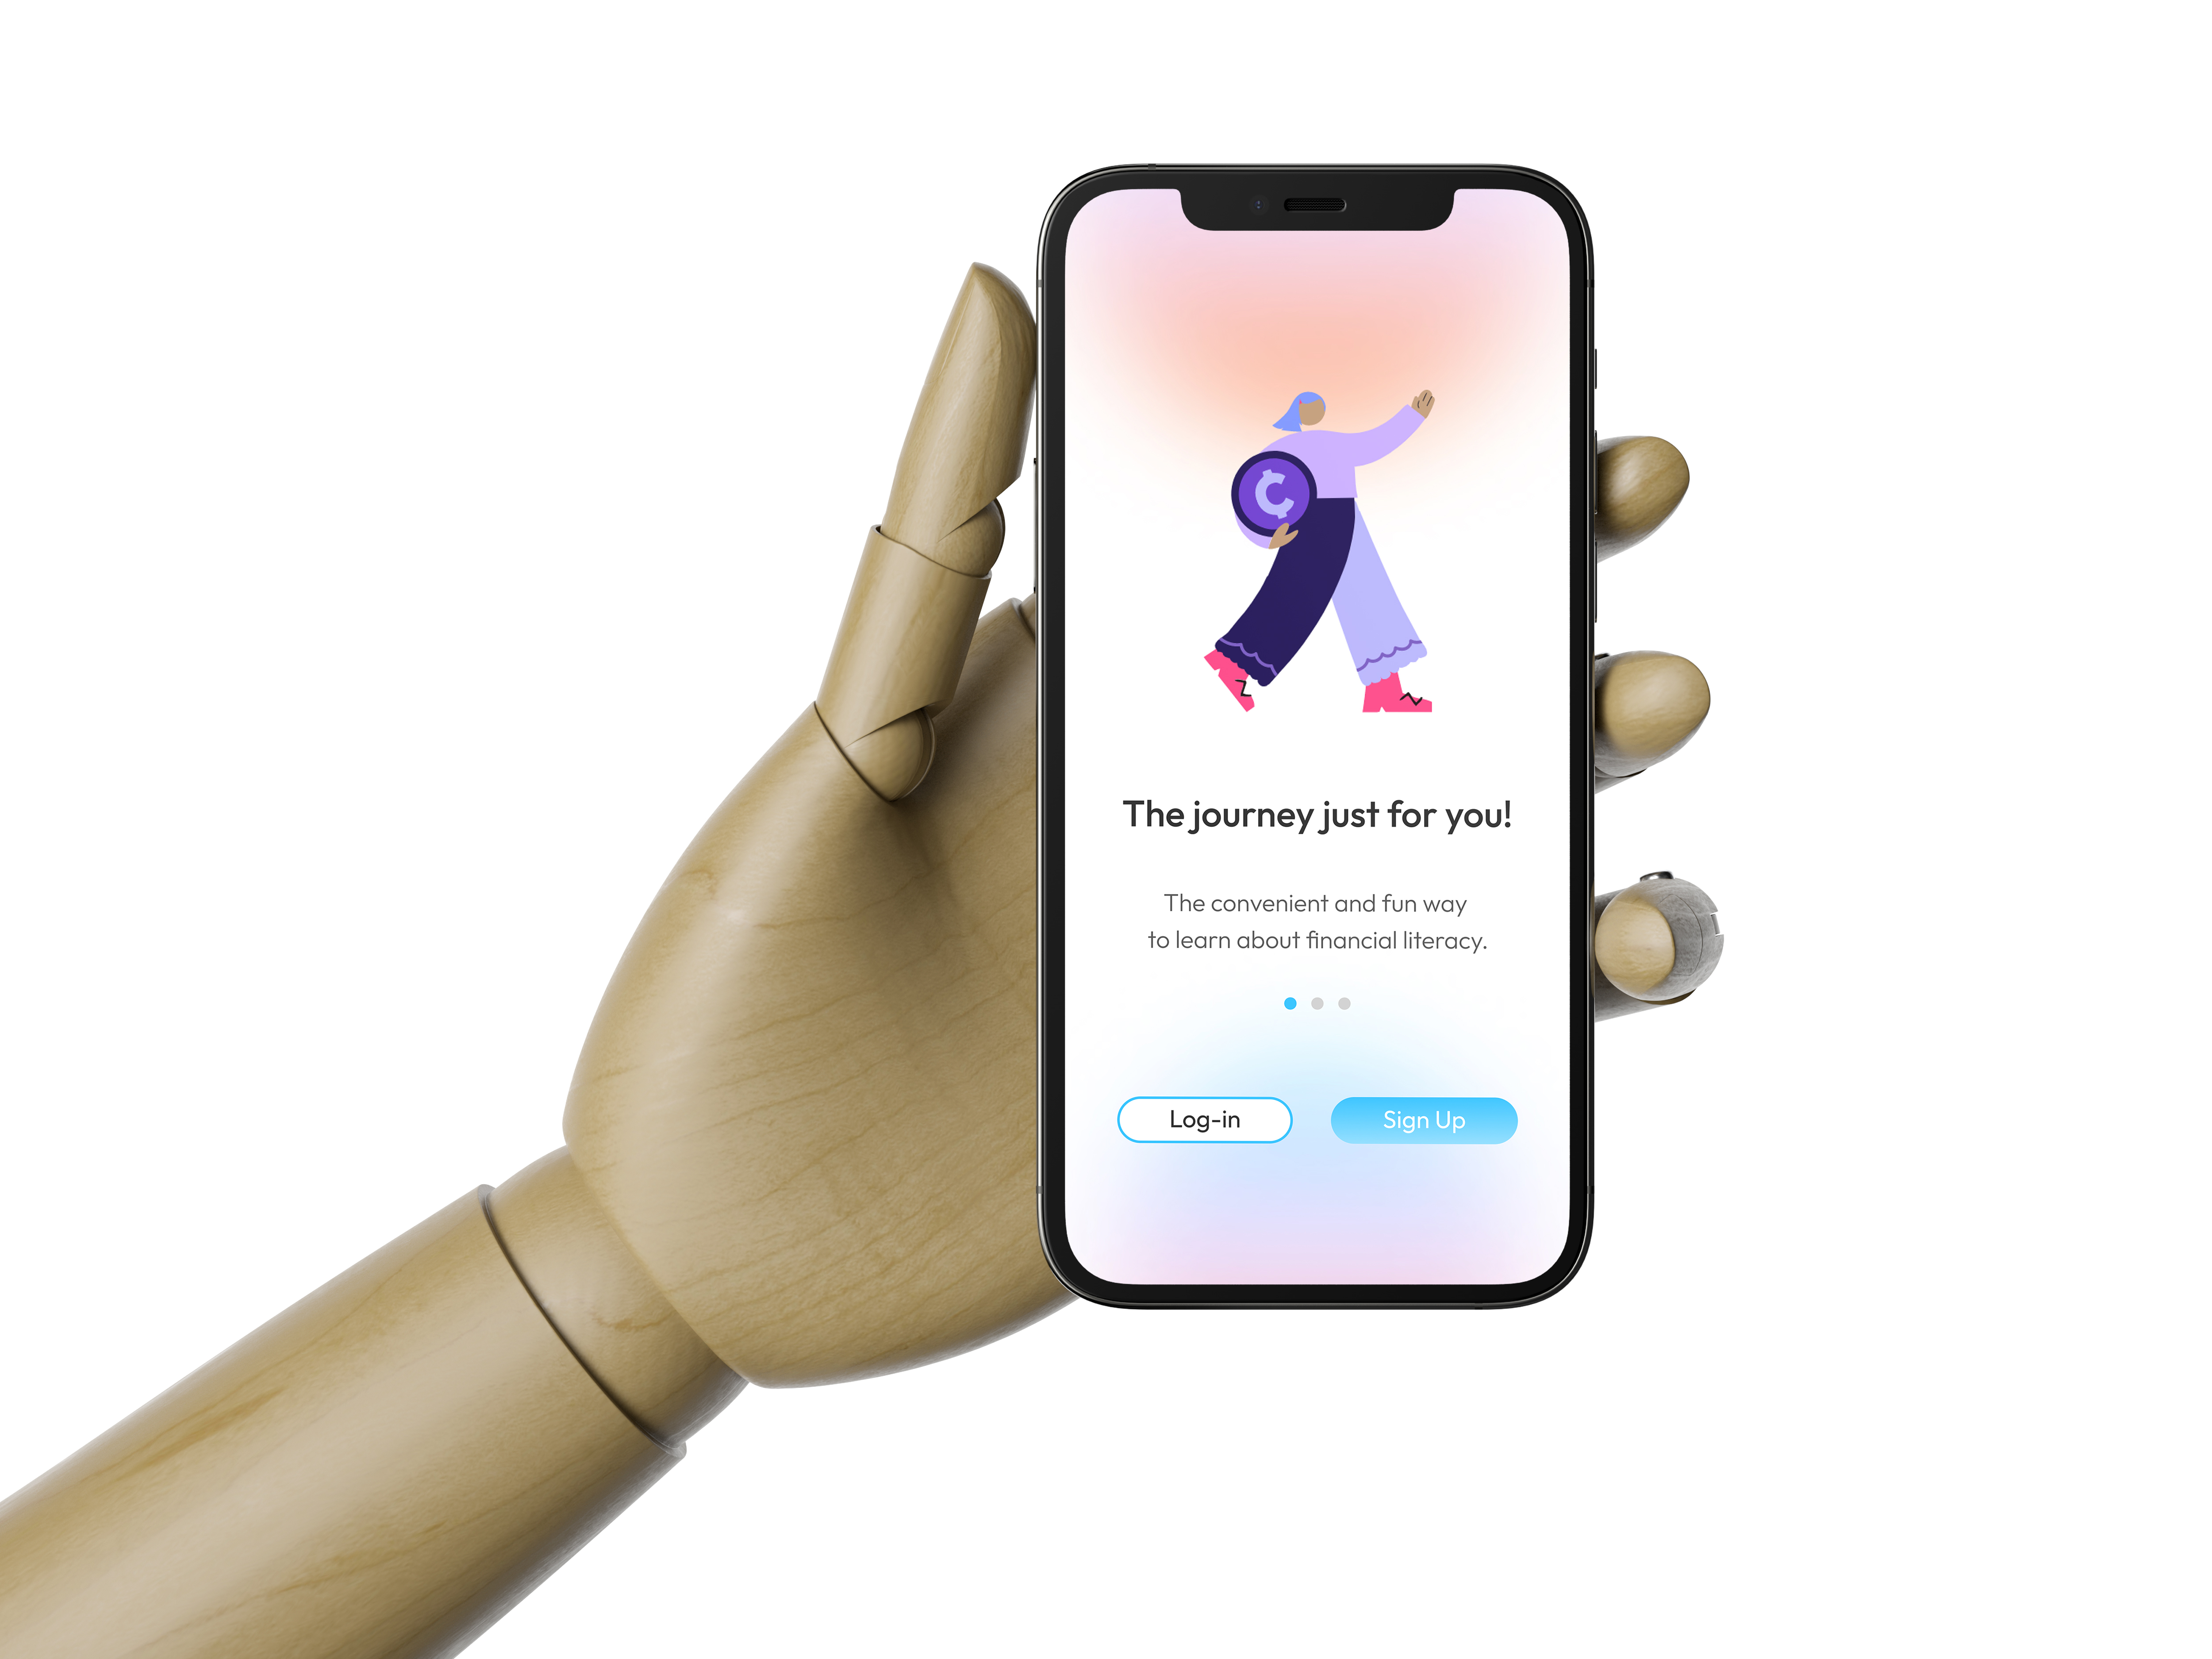 The journey just for you!
The convenient and fun way
to learn about financial literacy.
Log-in
Sign Up